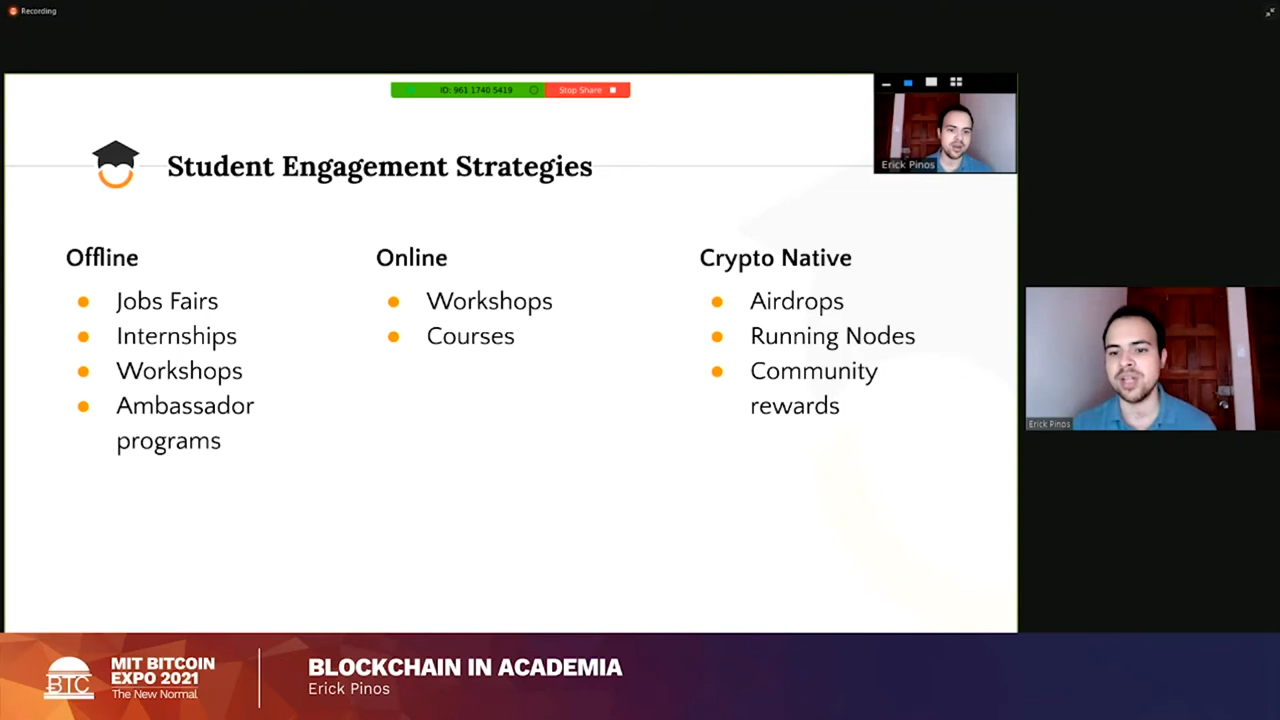 Recording
ID: 961 1740 5419
Stop Share
Erick Pinos
Student Engagement Strategies
Offline
Jobs Fairs
Internships
Workshops
Ambassador
programs
Online
Workshops
Courses
Crypto Native
Airdrops
Running Nodes
Community
rewards
Erick Pinos
BTC
MIT BITCOIN
EXPO 2021
The New Normal
BLOCKCHAIN IN ACADEMIA
Erick Pinos